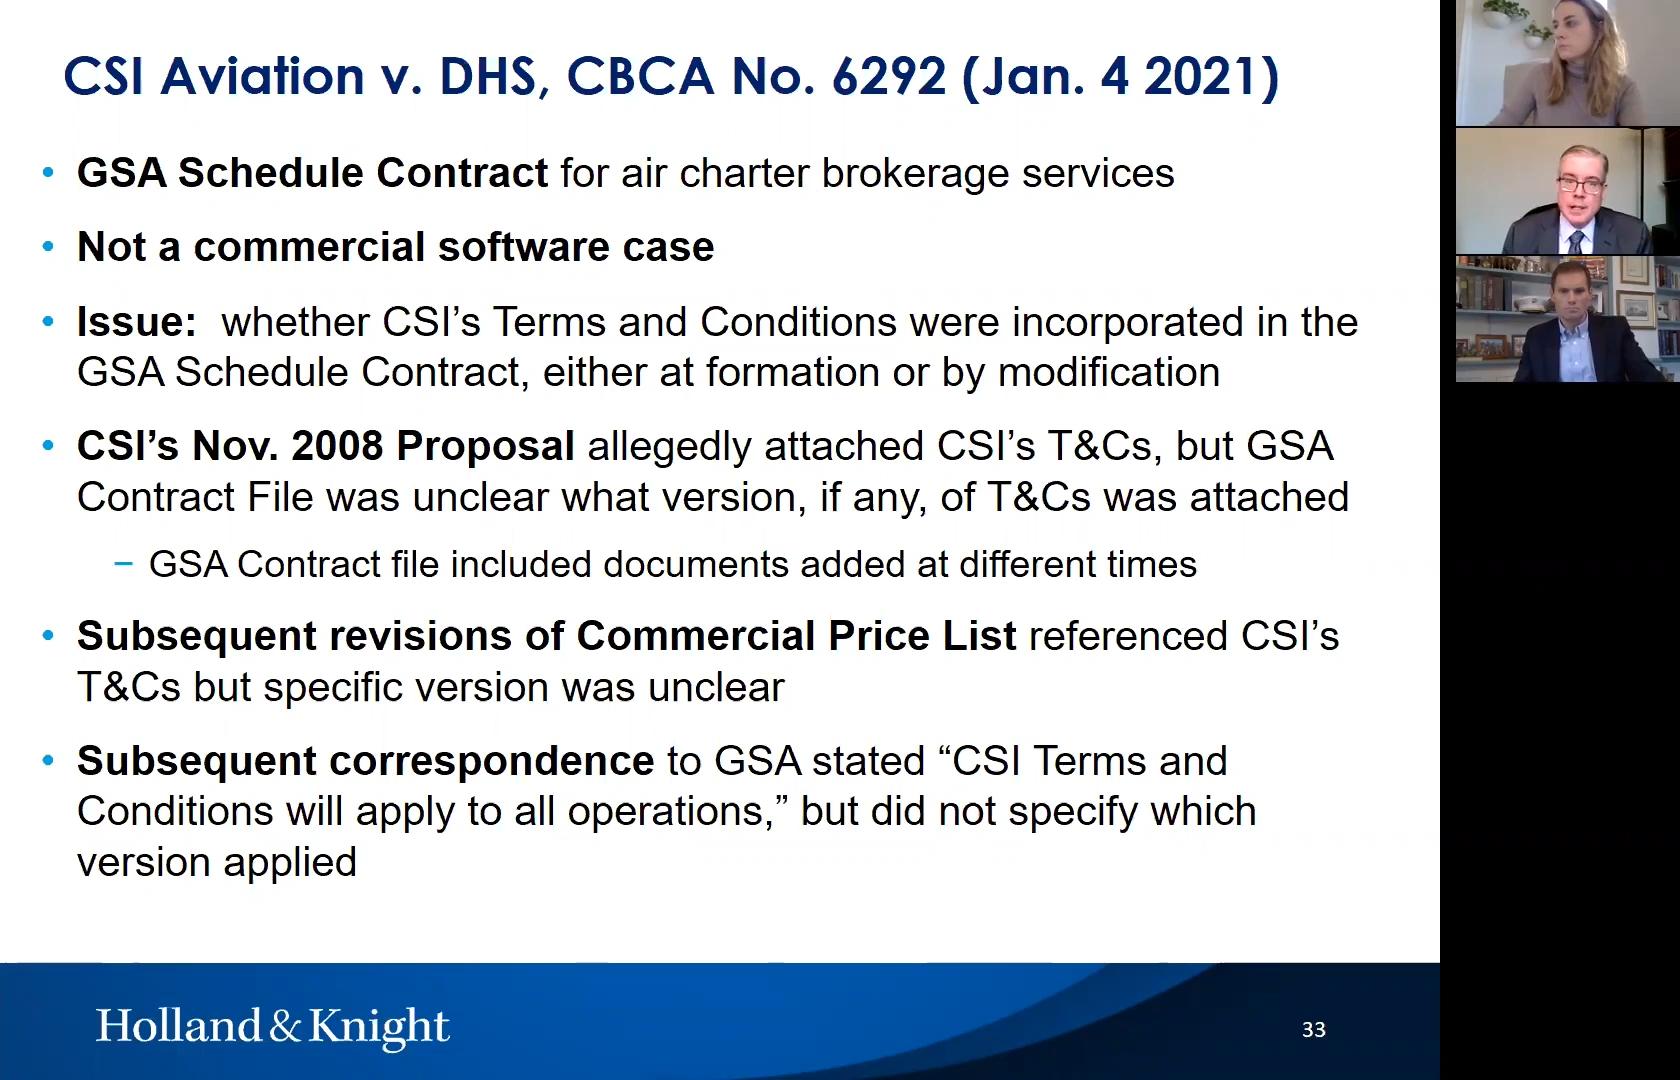 CSI Aviation v. DHS, CBCA No. 6292 (Jan. 4 2021)
• GSA Schedule Contract for air charter brokerage services
• Not a commercial software case
• Issue:  whether CSI’s Terms and Conditions were incorporated in the
GSA Schedule Contract, either at formation or by modification
• CSI’s Nov. 2008 Proposal allegedly attached CSI’s T&Cs, but GSA
Contract File was unclear what version, if any, of T&Cs was attached
− GSA Contract file included documents added at different times
• Subsequent revisions of Commercial Price List referenced CSI’s
T&Cs but specific version was unclear
• Subsequent correspondence to GSA stated “CSI Terms and
Conditions will apply to all operations,” but did not specify which
version applied
Holland & Knight
33